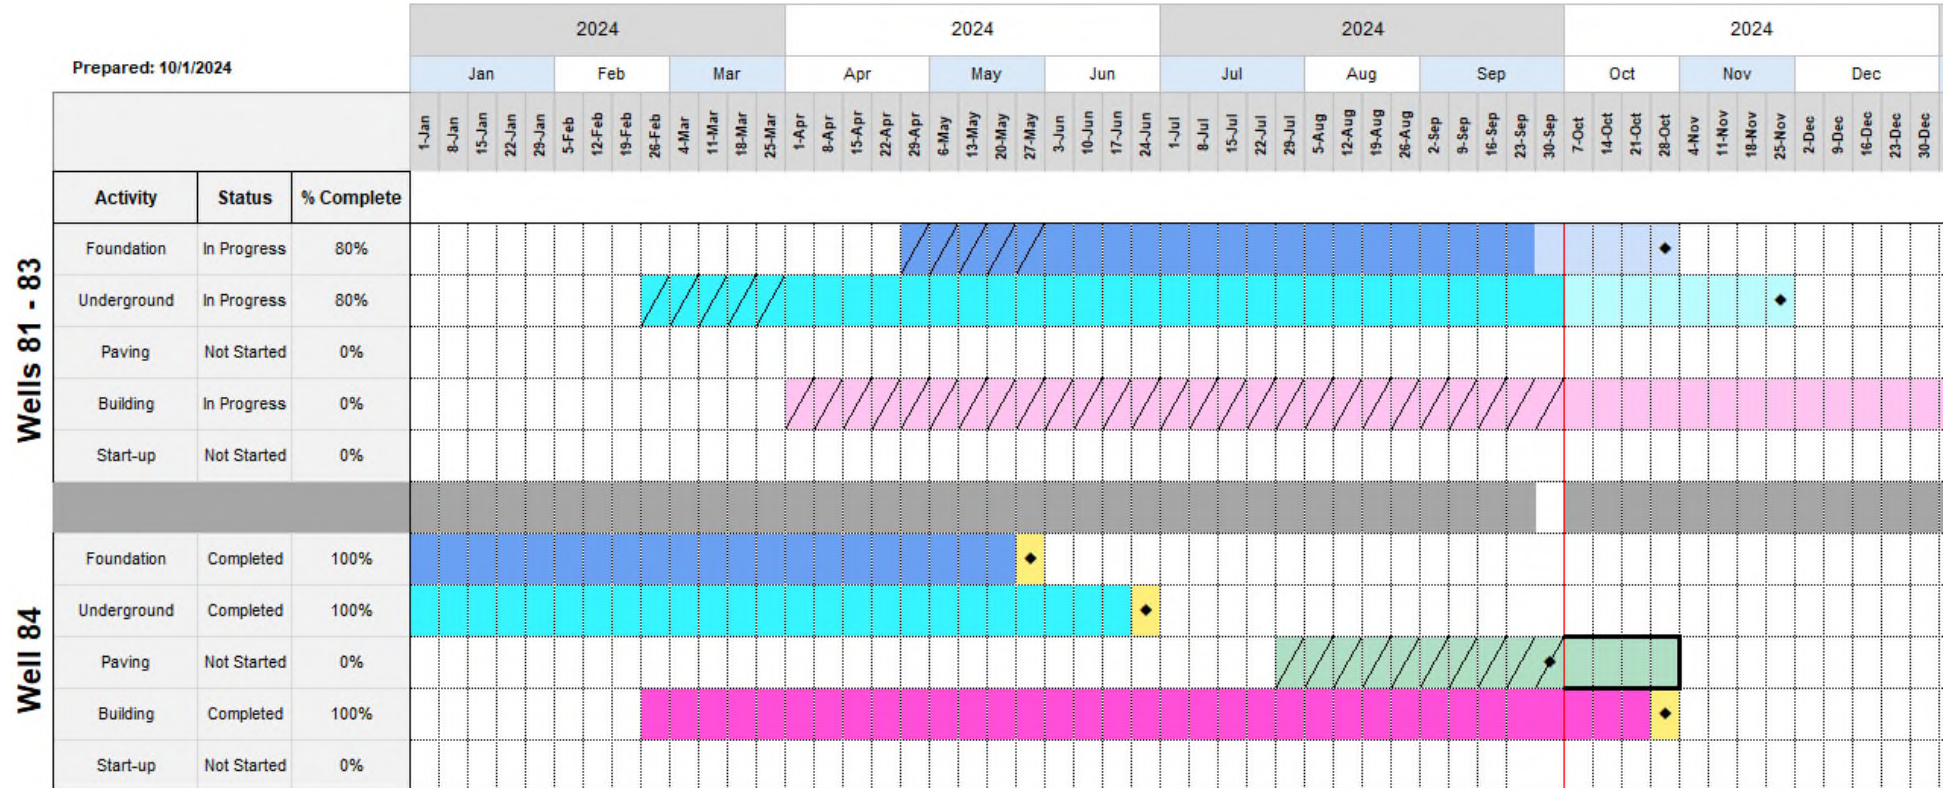 2024 2024 2024 2024
Prepared: 10/1/2024
Jan Feb Mar Apr May Jun Jul Aug Sep Oct Nov Dec
1-Jan 8-Jan 15-Jan 22-Jan 29-Jan 5-Feb 12-Feb 19-Feb 26-Feb 4-Mar 11-Mar 18-Mar 25-Mar 1-Apr 8-Apr 15-Apr 22-Apr 29-Apr 6-May 13-May 20-May 27-May 3-Jun 10-Jun 17-Jun 24-Jun 1-Jul 8-Jul 15-Jul 22-Jul 29-Jul 5-Aug 12-Aug 19-Aug 26-Aug 2-Sep 9-Sep 16-Sep 23-Sep 30-Sep 7-Oct 14-Oct 21-Oct 28-Oct 4-Nov 11-Nov 18-Nov 25-Nov 2-Dec 9-Dec 16-Dec 23-Dec 30-Dec
Activity Status % Complete
Wells 81 - 83
Foundation In Progress 80%
Underground In Progress 80%
Paving Not Started 0%
Building In Progress 0%
Start-up Not Started 0%
Well 84
Foundation Completed 100%
Underground Completed 100%
Paving Not Started 0%
Building Completed 100%
Start-up Not Started 0%